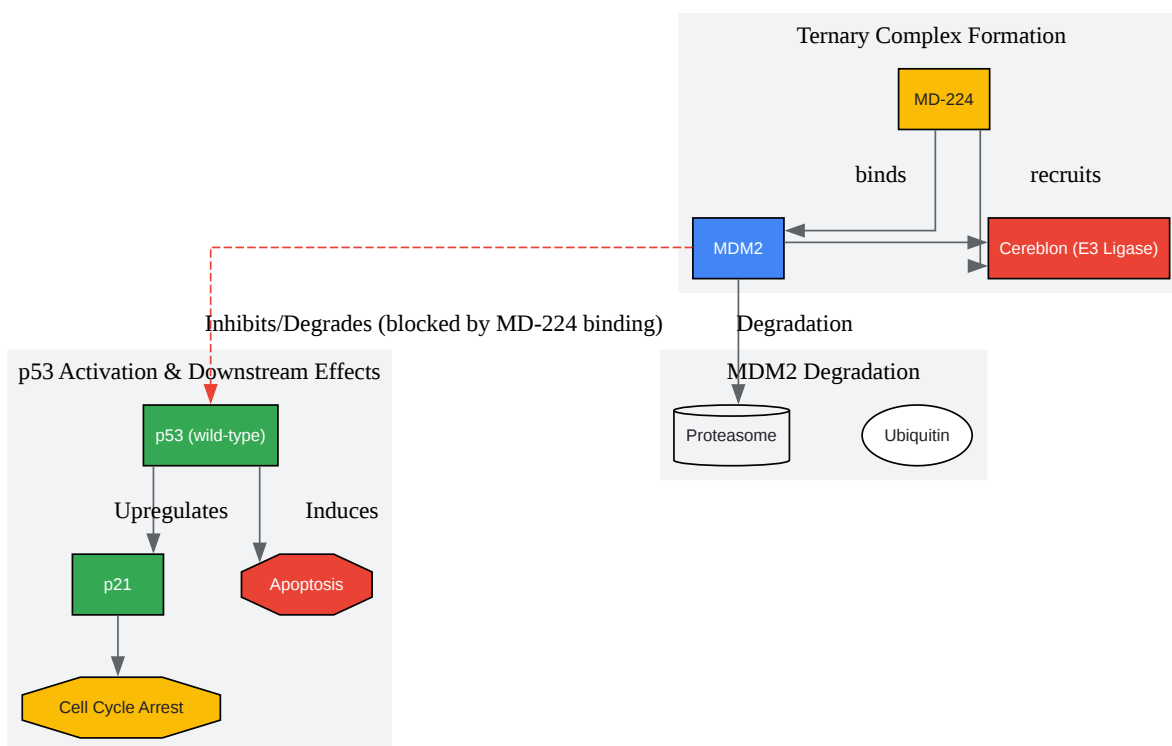 Ternary Complex Formation
MD-224
binds
recruits
MDM2
Cereblon (E3 Ligase)
Inhibits/Degrades (blocked by MD-224 binding)
Degradation
p53 Activation & Downstream Effects
MDM2 Degradation
p53 (wild-type)
Proteasome
Ubiquitin
Upregulates
Induces
p21
Apoptosis
Cell Cycle Arrest